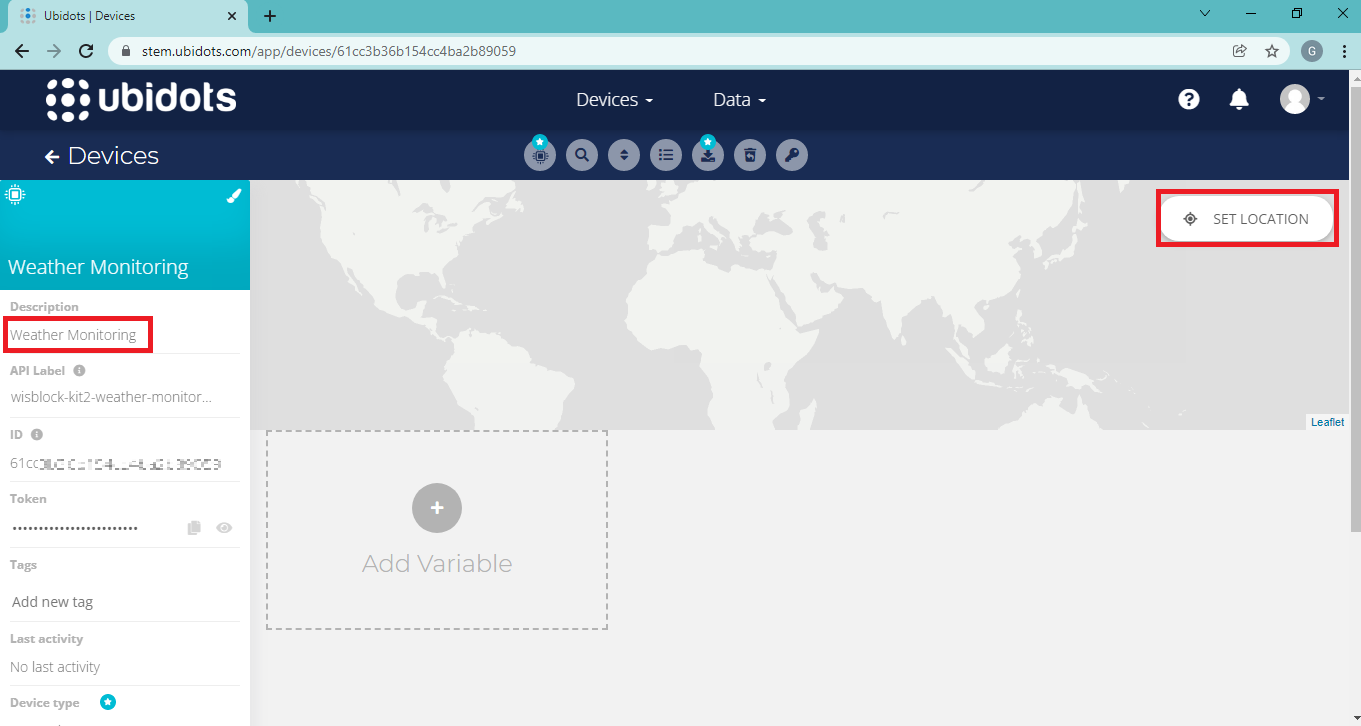 Ubidots | Devices
stem.ubidots.com/app/devices/61cc3b36b154cc4ba2b89059
G
ubidots
Devices
Data
Devices
Weather Monitoring
SET LOCATION
Description
Weather Monitoring
API Label
wisblock-kit2-weather-monitor...
ID
61cc
Leaflet
Token
••••••••••••••••••••••••
Add Variable
Tags
Add new tag
Last activity
No last activity
Device type